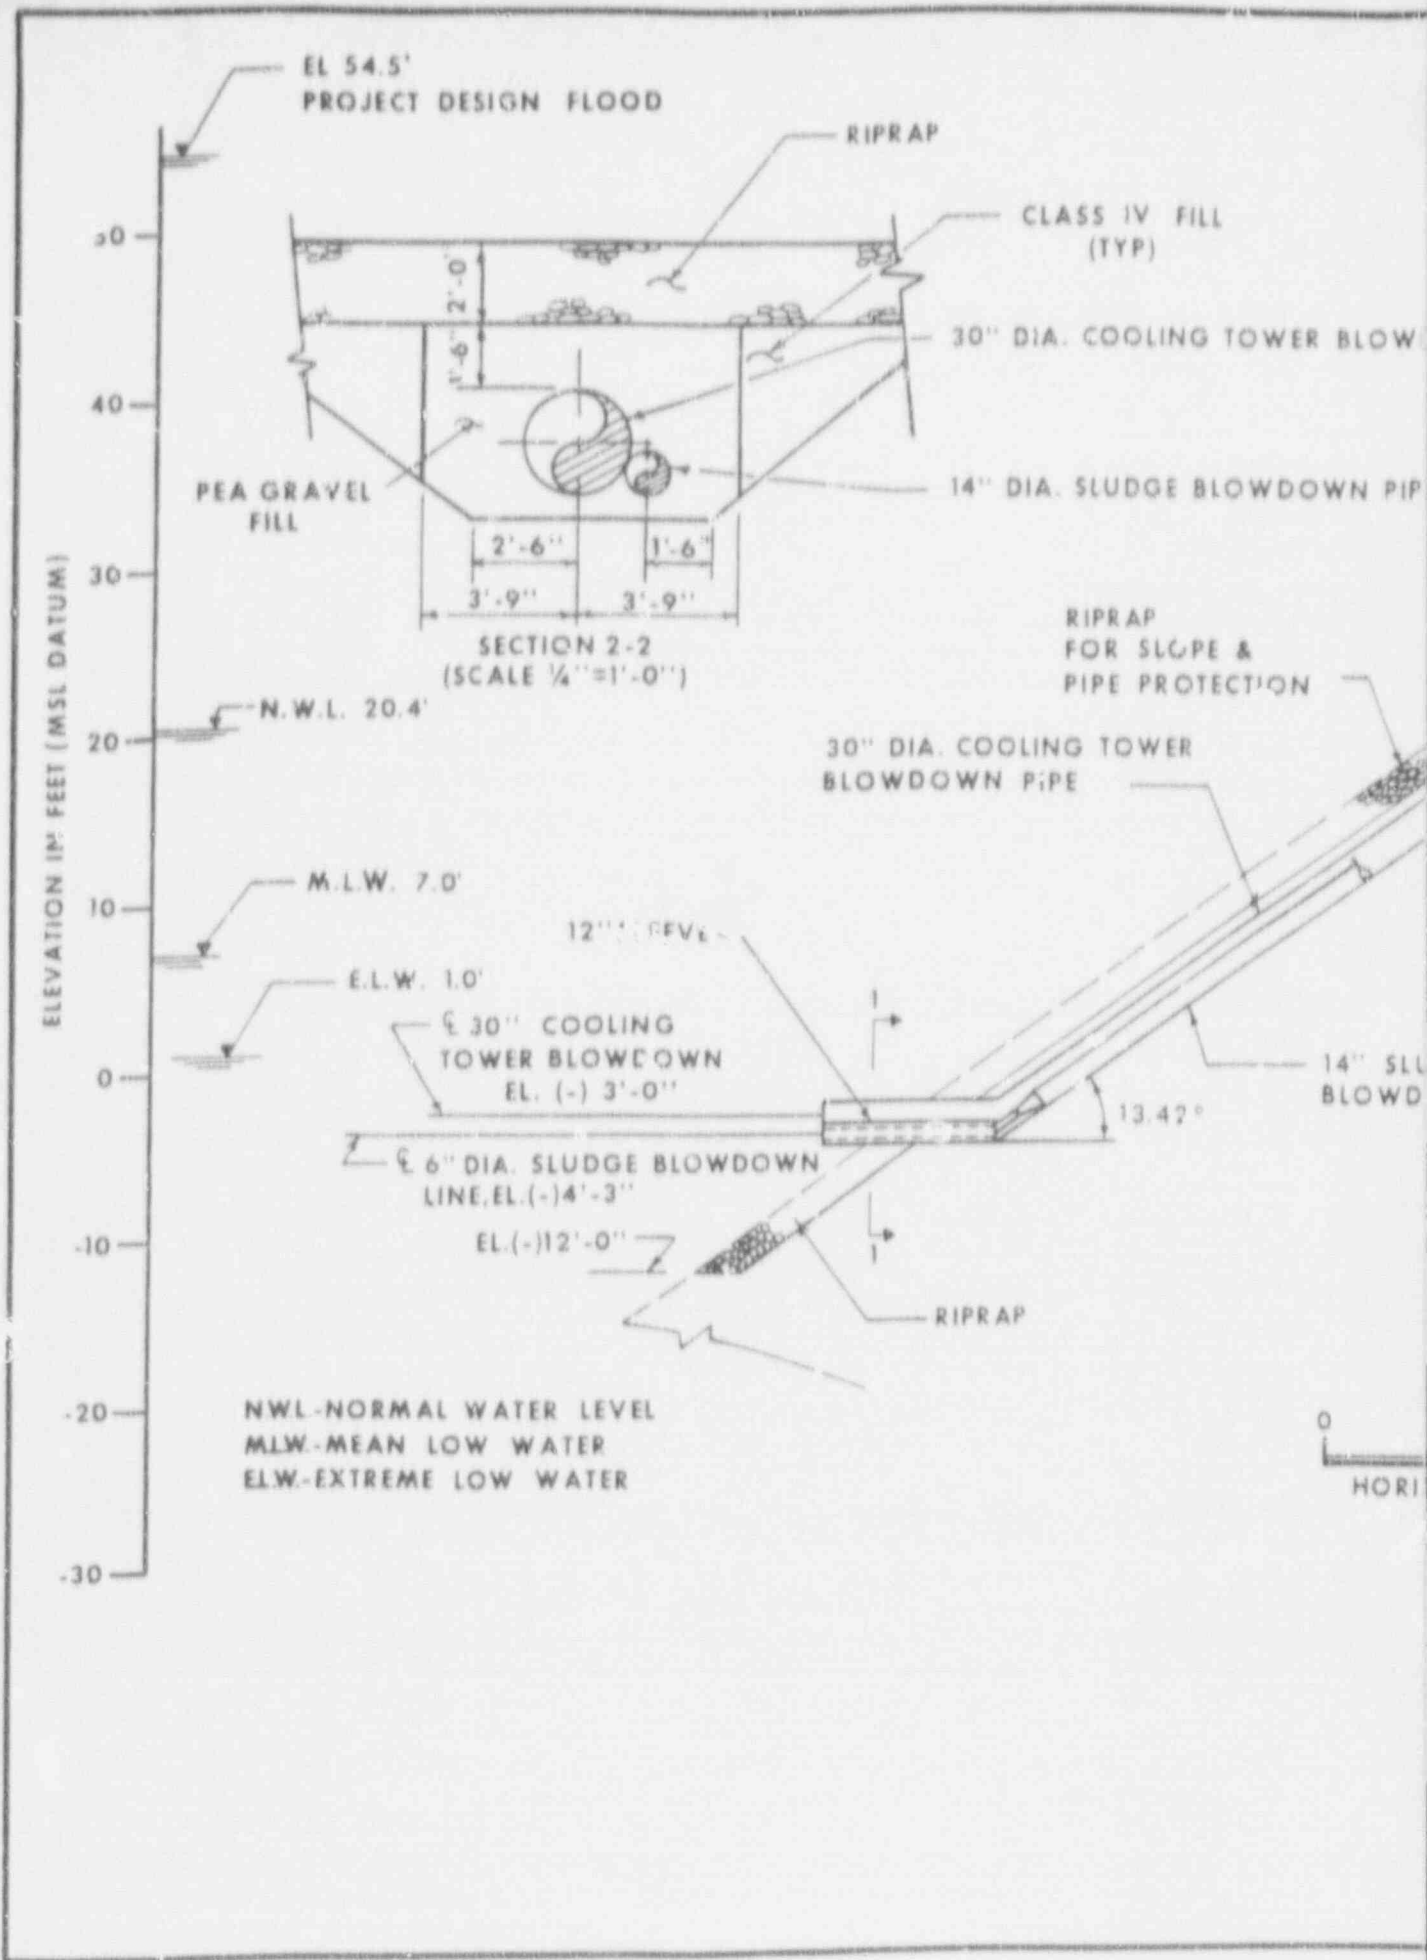 EL 54.5'
PROJECT DESIGN FLOOD
RIPRAP
CLASS IV FILL
(TYP)
50
2'-0"
1'-6"
30" DIA. COOLING TOWER BLOW
40
PEA GRAVEL
FILL
14" DIA. SLUDGE BLOWDOWN PIP
2'-6"
1'-6"
30
3'-9"
3'-9"
SECTION 2-2
(SCALE ¼"=1'-0")
RIPRAP
FOR SLOPE &
PIPE PROTECTION
ELEVATION IN FEET (MSL DATUM)
N.W.L. 20.4'
20
30" DIA. COOLING TOWER
BLOWDOWN PIPE
M.L.W. 7.0'
10
12"
E.L.W. 1.0'
1
℄ 30" COOLING
TOWER BLOWDOWN
EL. (-) 3'-0"
0
14" SLU
BLOWD
13.42°
℄ 6" DIA. SLUDGE BLOWDOWN
LINE, EL.(-)4'-3"
EL.(-)12'-0"
-10
1
RIPRAP
NWL-NORMAL WATER LEVEL
MLW.-MEAN LOW WATER
ELW.-EXTREME LOW WATER
-20
0
HORI
-30